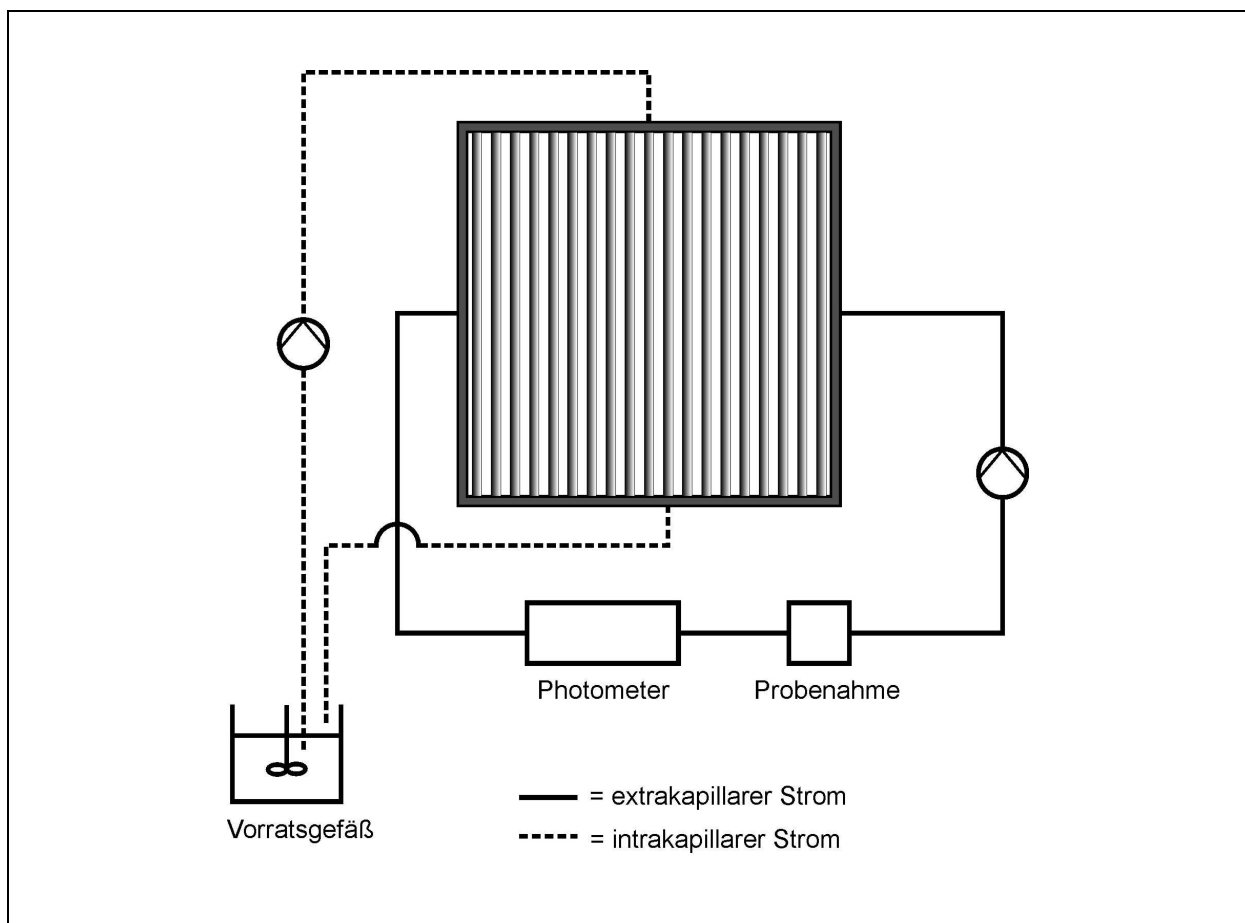 Photometer
Probenahme
Vorratsgefäß
= extrakapillarer Strom
= intrakapillarer Strom